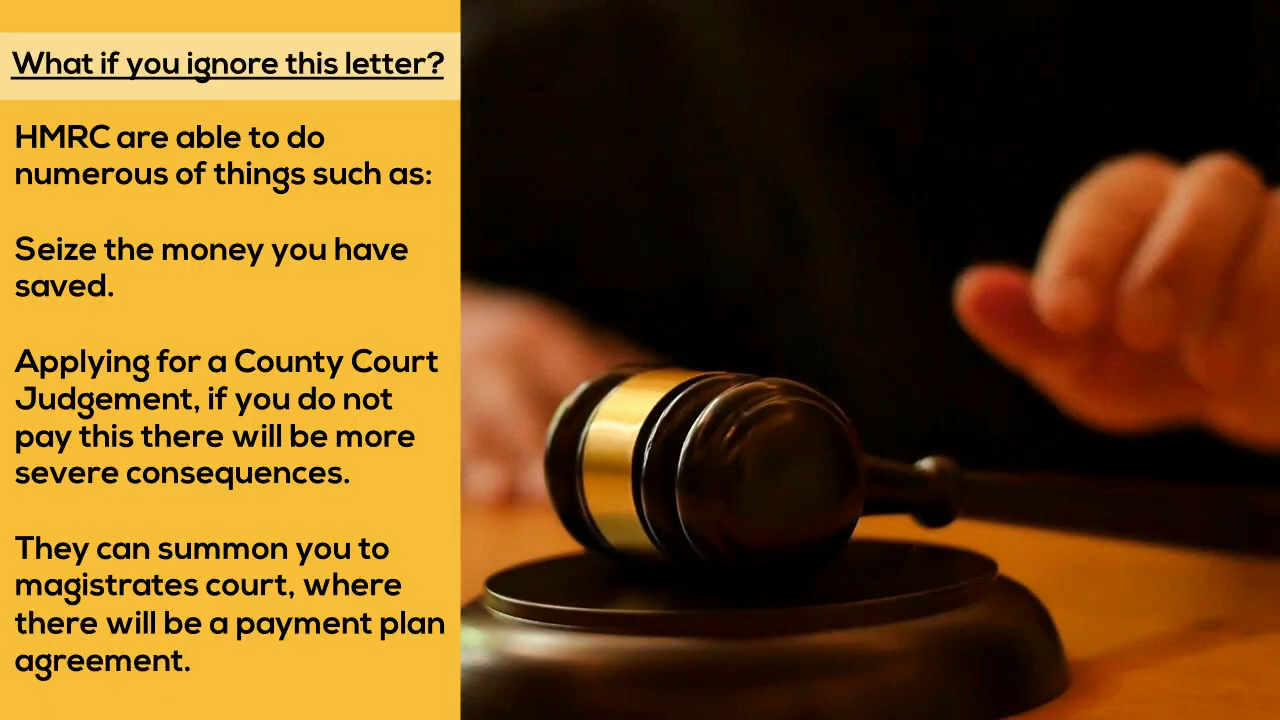 What if you ignore this letter?
HMRC are able to do
numerous of things such as:
Seize the money you have
saved.
Applying for a County Court
Judgement, if you do not
pay this there will be more
severe consequences.
They can summon you to
magistrates court, where
there will be a payment plan
agreement.